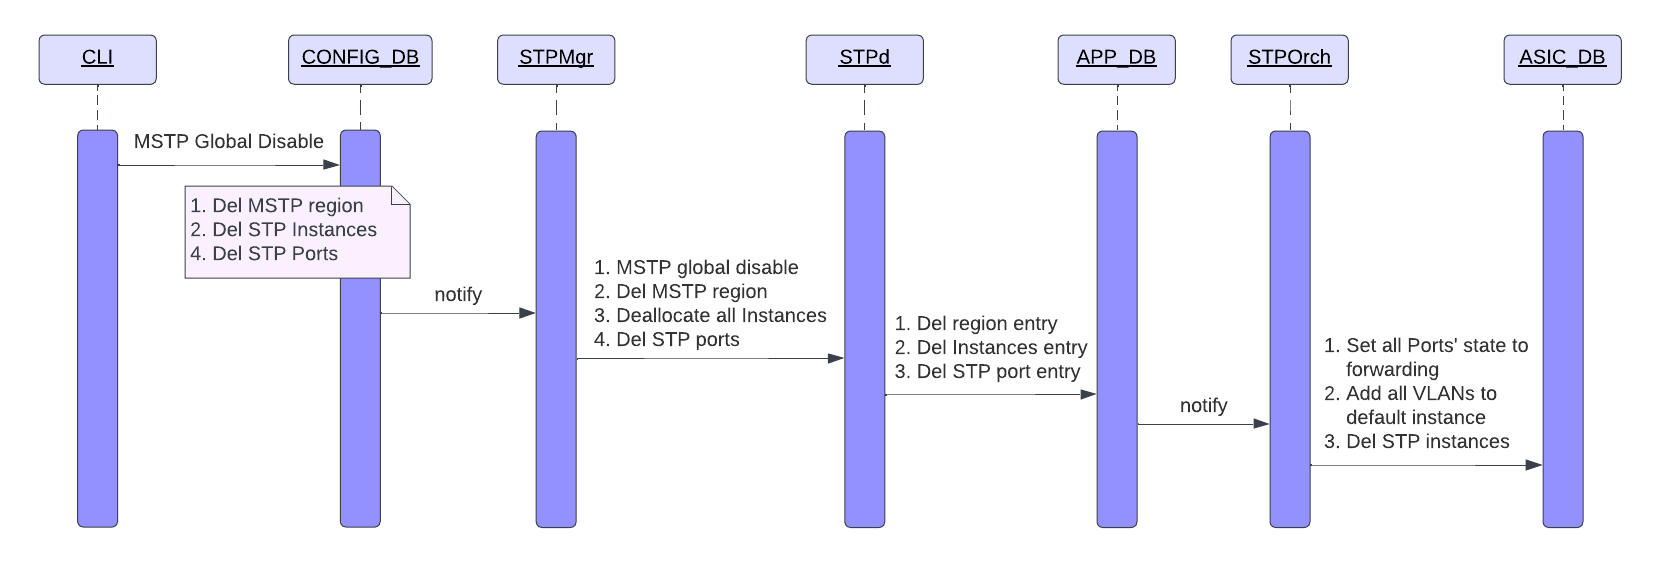 CLI
CONFIG_DB
STPMgr
STPd
APP_DB
STPOrch
ASIC_DB
MSTP Global Disable
1. Del MSTP region
2. Del STP Instances
4. Del STP Ports
notify
1. MSTP global disable
2. Del MSTP region
3. Deallocate all Instances
4. Del STP ports
1. Del region entry
2. Del Instances entry
3. Del STP port entry
notify
1. Set all Ports' state to
forwarding
2. Add all VLANs to
default instance
3. Del STP instances